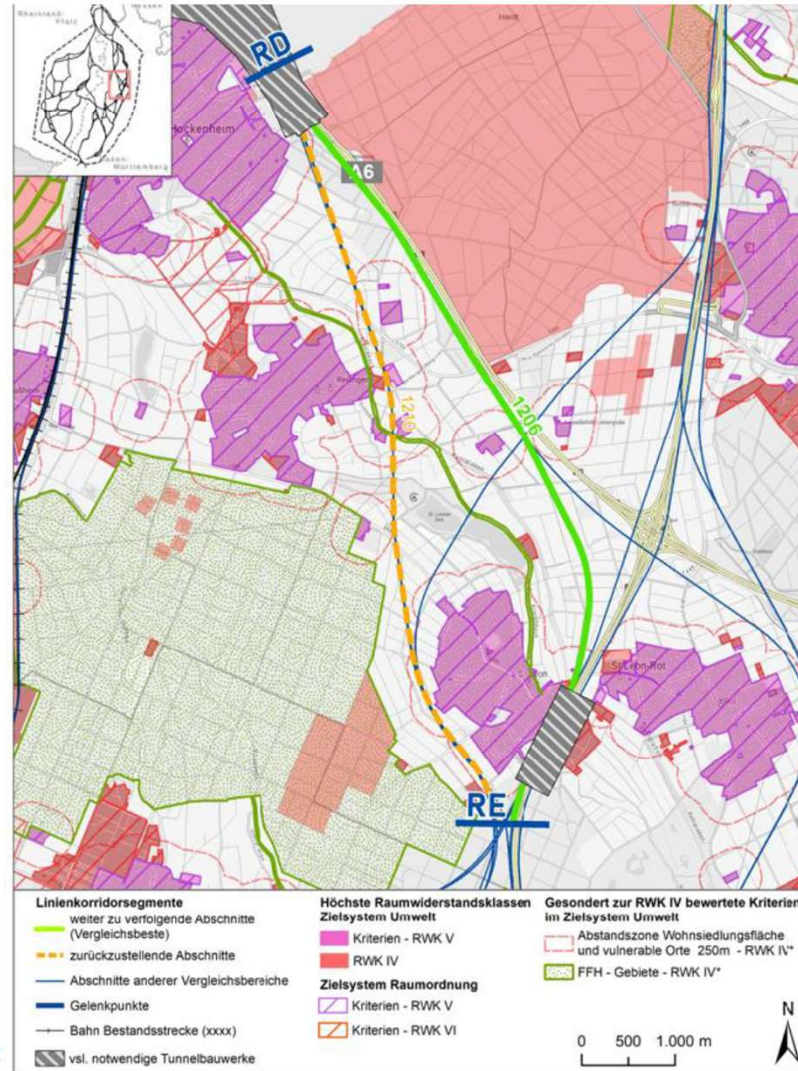 Hessen
Rheinland-
Pfalz
Baden-
Württemberg
Hardt
RD
Hockenheim
A6
1210
1206
St.Leon-Rot
RE
Linienkorridorsegmente
weiter zu verfolgende Abschnitte
(Vergleichsbeste)
zurückzustellende Abschnitte
Abschnitte anderer Vergleichsbereiche
Gelenkpunkte
Bahn Bestandsstrecke (xxxx)
vsl. notwendige Tunnelbauwerke
Höchste Raumwiderstandsklassen
Zielsystem Umwelt
Kriterien - RWK V
RWK IV
Zielsystem Raumordnung
Kriterien - RWK V
Kriterien - RWK VI
Gesondert zur RWK IV bewertete Kriterien
im Zielsystem Umwelt
Abstandszone Wohnsiedlungsfläche
und vulnerable Orte 250m - RWK IV*
FFH - Gebiete - RWK IV*
N
0 500 1.000 m